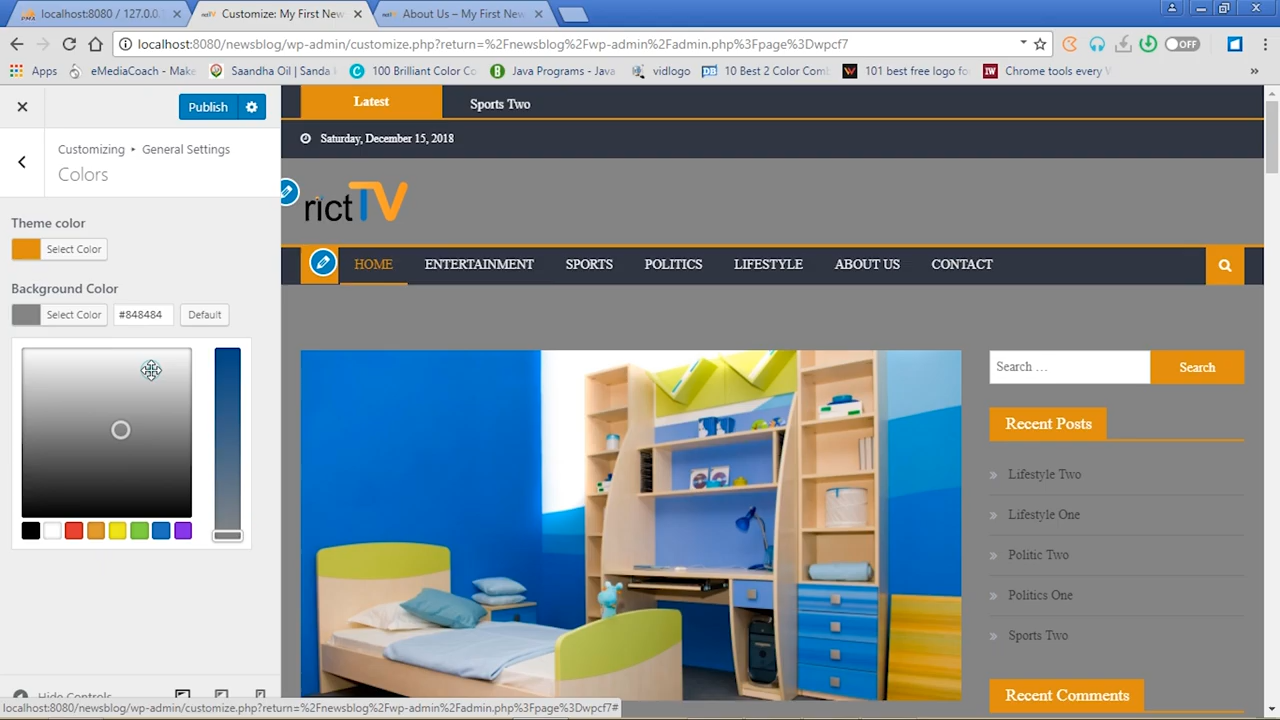 localhost:8080 / 127.0.0.
Customize: My First New
About Us – My First New
localhost:8080/newsblog/wp-admin/customize.php?return=%2Fnewsblog%2Fwp-admin%2Fadmin.php%3Fpage%3Dwpcf7
OFF
Apps
eMediaCoach - Make
Saandha Oil | Sanda
100 Brilliant Color Co
Java Programs - Java
vidlogo
10 Best 2 Color Comb
101 best free logo fo
Chrome tools every
Publish
Customizing ▸ General Settings
Colors
Theme color
Select Color
Background Color
Select Color
#848484
Default
Hide Controls
Latest
Sports Two
Saturday, December 15, 2018
rictTV
HOME
ENTERTAINMENT
SPORTS
POLITICS
LIFESTYLE
ABOUT US
CONTACT
Search …
Search
Recent Posts
Lifestyle Two
Lifestyle One
Politic Two
Politics One
Sports Two
Recent Comments
localhost:8080/newsblog/wp-admin/customize.php?return=%2Fnewsblog%2Fwp-admin%2Fadmin.php%3Fpage%3Dwpcf7#